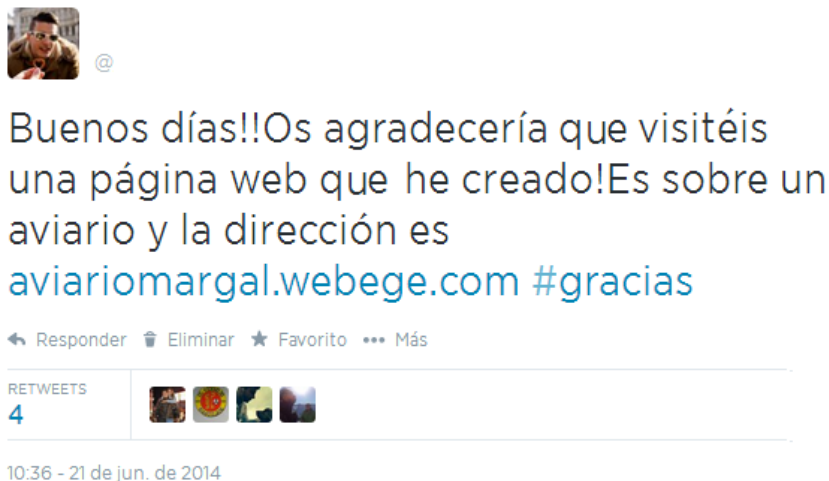 @
Buenos días!!Os agradecería que visitéis
una página web que he creado!Es sobre un
aviario y la dirección es
aviariomargal.webege.com #gracias
Responder Eliminar Favorito Más
RETWEETS
4
10:36 - 21 de jun. de 2014